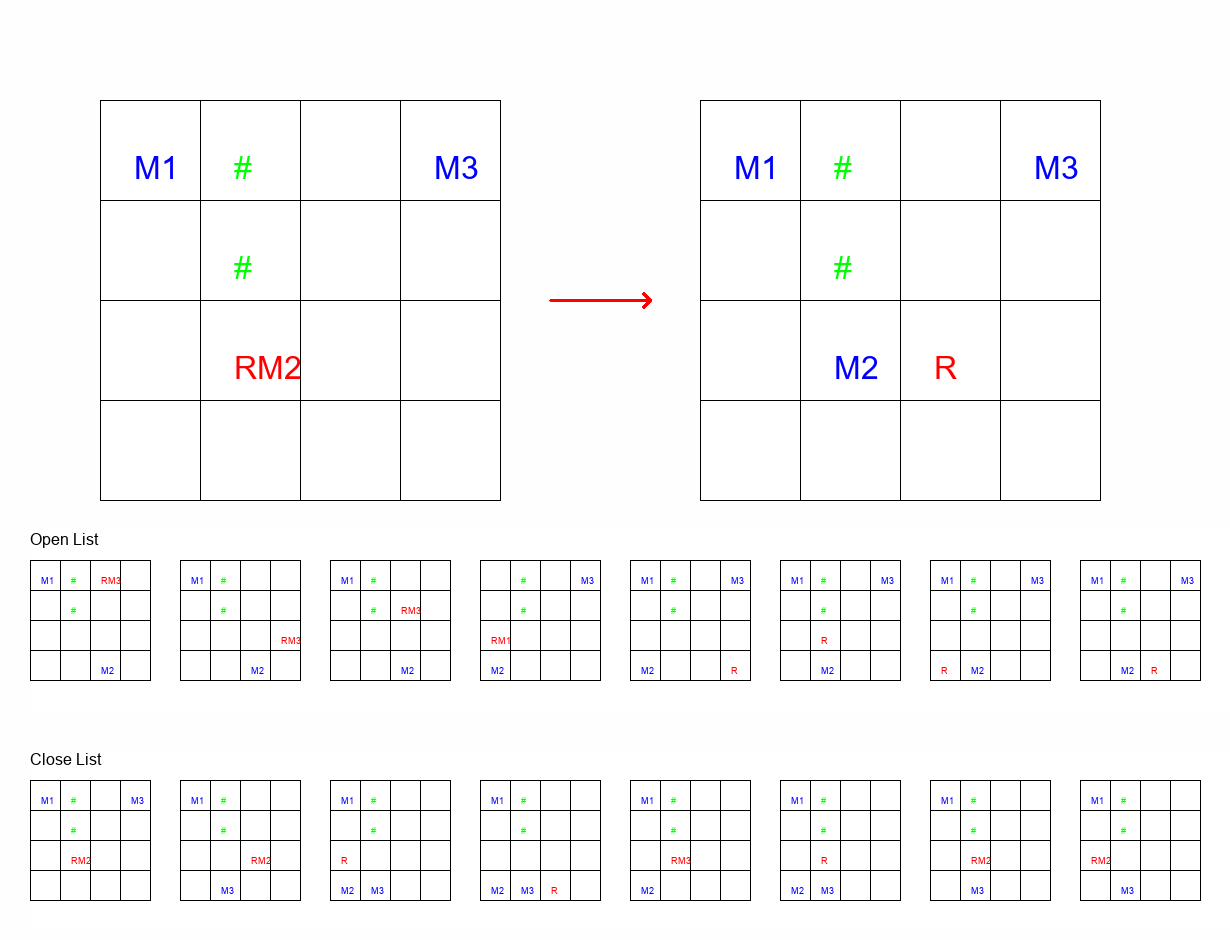 M1 # M3 M1 # M3
# #
RM2 M2 R
Open List
M1 # RM3 M1 # M1 # # M3 M1 # M3 M1 # M3 M1 # M3 M1 # M3
# # # RM3 # # # # #
RM3 RM1 R
M2 M2 M2 M2 M2 R M2 R M2 M2 R
Close List
M1 # M3 M1 # M1 # M1 # M1 # M1 # M1 # M1 #
# # # # # # # #
RM2 RM2 R RM3 R RM2 RM2
M3 M2 M3 M2 M3 R M2 M2 M3 M3 M3